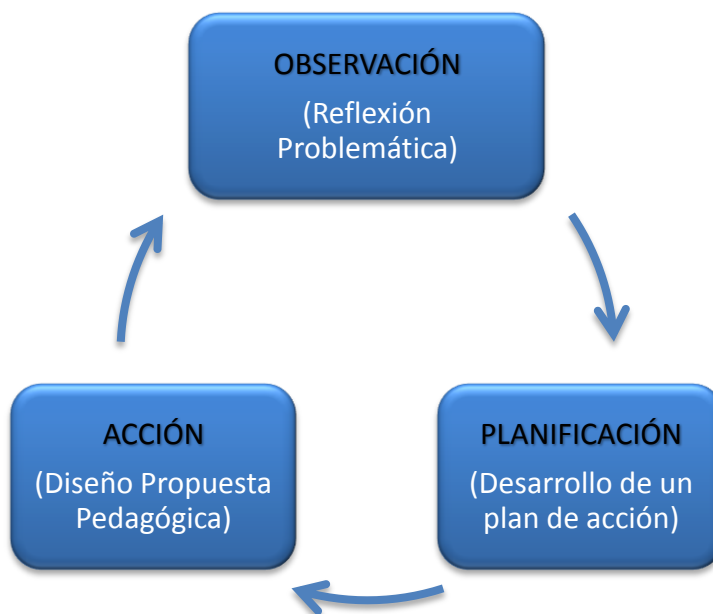 OBSERVACIÓN
(Reflexión
Problemática)
ACCIÓN
(Diseño Propuesta
Pedagógica)
PLANIFICACIÓN
(Desarrollo de un
plan de acción)